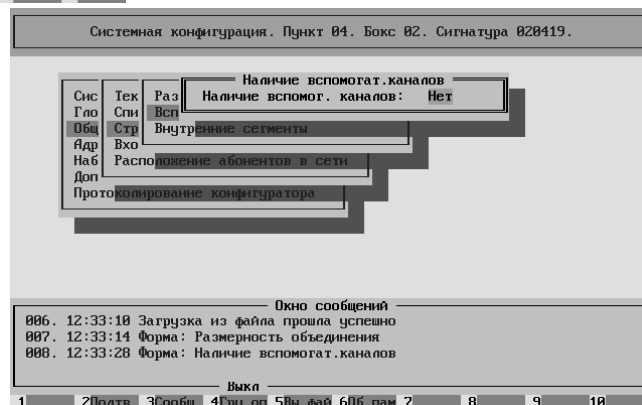 Системная конфигурация. Пункт 04. Бокс 02. Сигнатура 020419.
Наличие вспомогат.каналов
Сис Тек Раз Наличие вспомог. каналов: Нет
Гло Спи Всп
Общ Стр Внутренние сегменты
Адр Вхо
Наб Расположение абонентов в сети
Доп
Протоколирование конфигуратора
Окно сообщений
006. 12:33:10 Загрузка из файла прошла успешно
007. 12:33:14 Форма: Размерность объединения
008. 12:33:28 Форма: Наличие вспомогат.каналов
Выкл
1 2Подтв 3Сообщ 4Гру оп 5Вы фай 6Об пам 7 8 9 10